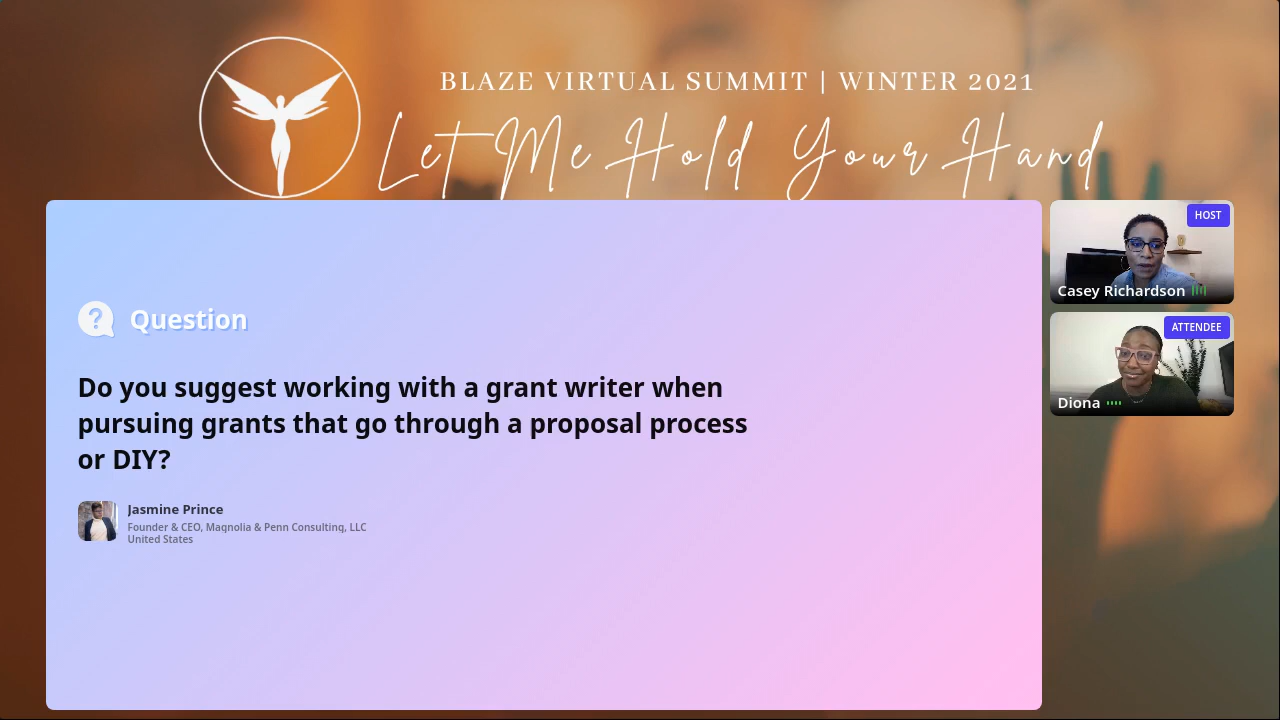 BLAZE VIRTUAL SUMMIT | WINTER 2021
Let Me Hold Your Hand
HOST
Casey Richardson
ATTENDEE
Diona
Question
Do you suggest working with a grant writer when
pursuing grants that go through a proposal process
or DIY?
Jasmine Prince
Founder & CEO, Magnolia & Penn Consulting, LLC
United States